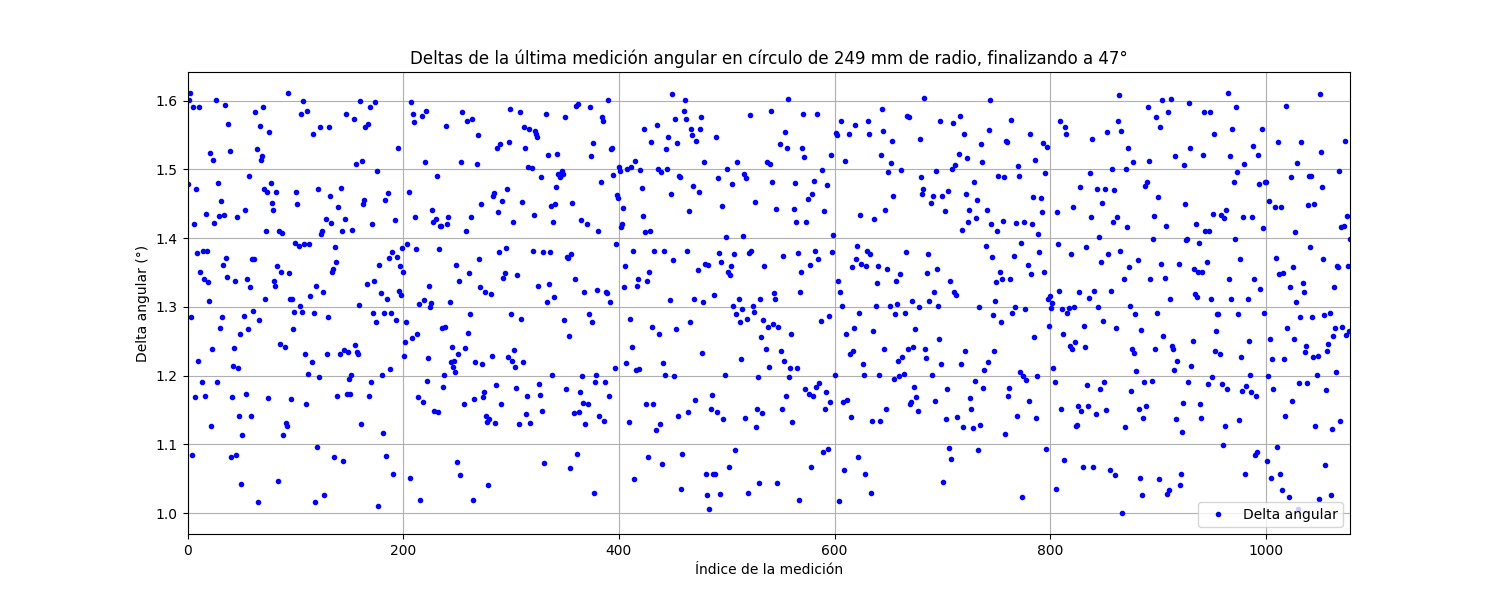 Deltas de la última medición angular en círculo de 249 mm de radio, finalizando a 47°
Delta angular (°)
1.6
1.5
1.4
1.3
1.2
1.1
1.0
0 200 400 600 800 1000
Índice de la medición
Delta angular